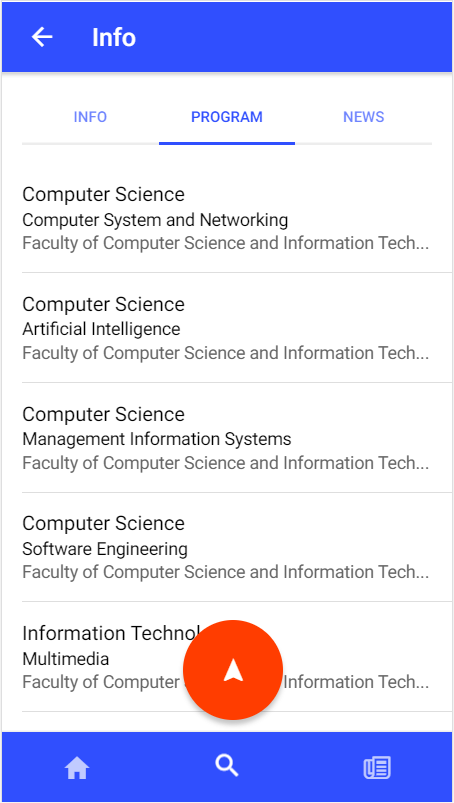 Info
INFO PROGRAM NEWS
Computer Science
Computer System and Networking
Faculty of Computer Science and Information Tech...
Computer Science
Artificial Intelligence
Faculty of Computer Science and Information Tech...
Computer Science
Management Information Systems
Faculty of Computer Science and Information Tech...
Computer Science
Software Engineering
Faculty of Computer Science and Information Tech...
Information
Multimedia
Faculty of Computer Information Tech...